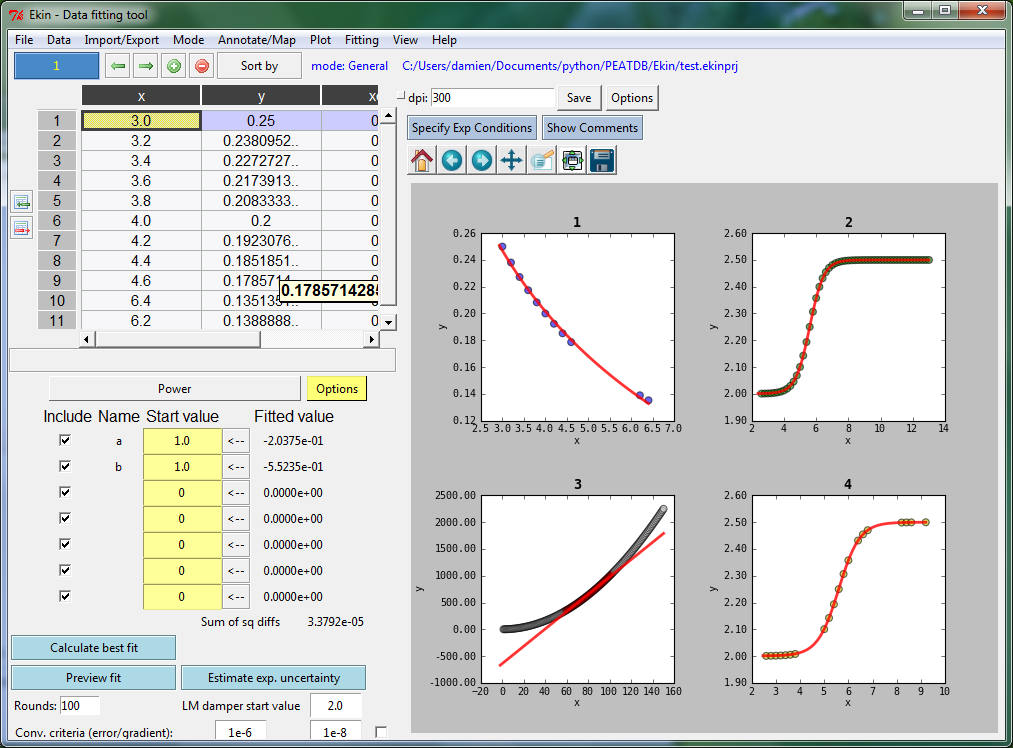 Ekin - Data fitting tool
File Data Import/Export Mode Annotate/Map Plot Fitting View Help
1 Sort by mode: General C:/Users/damien/Documents/python/PEATDB/Ekin/test.ekinprj
x y
1 3.0 0.25 0
2 3.2 0.2380952.. 0
3 3.4 0.2272727.. 0
4 3.6 0.2173913.. 0
5 3.8 0.2083333.. 0
6 4.0 0.2 0
7 4.2 0.1923076.. 0
8 4.4 0.1851851.. 0
9 4.6 0.1785714 0
0.178571428
10 6.4 0.135135 0
11 6.2 0.1388888.. 0
Power Options
Include Name Start value Fitted value
a 1.0 <-- -2.0375e-01
b 1.0 <-- -5.5235e-01
0 <-- 0.0000e+00
0 <-- 0.0000e+00
0 <-- 0.0000e+00
0 <-- 0.0000e+00
0 <-- 0.0000e+00
Sum of sq diffs 3.3792e-05
Calculate best fit
Preview fit Estimate exp. uncertainty
Rounds: 100 LM damper start value 2.0
Conv. criteria (error/gradient): 1e-6 1e-8
dpi: 300 Save Options
Specify Exp Conditions Show Comments
1
0.26
0.24
0.22
0.20
0.18
0.16
0.14
0.12
y
2.5 3.0 3.5 4.0 4.5 5.0 5.5 6.0 6.5 7.0
x
2
2.60
2.50
2.40
2.30
2.20
2.10
2.00
1.90
y
2 4 6 8 10 12 14
x
3
2500.00
2000.00
1500.00
1000.00
500.00
0.00
-500.00
-1000.00
y
-20 0 20 40 60 80 100 120 140 160
x
4
2.60
2.50
2.40
2.30
2.20
2.10
2.00
1.90
y
2 3 4 5 6 7 8 9 10
x